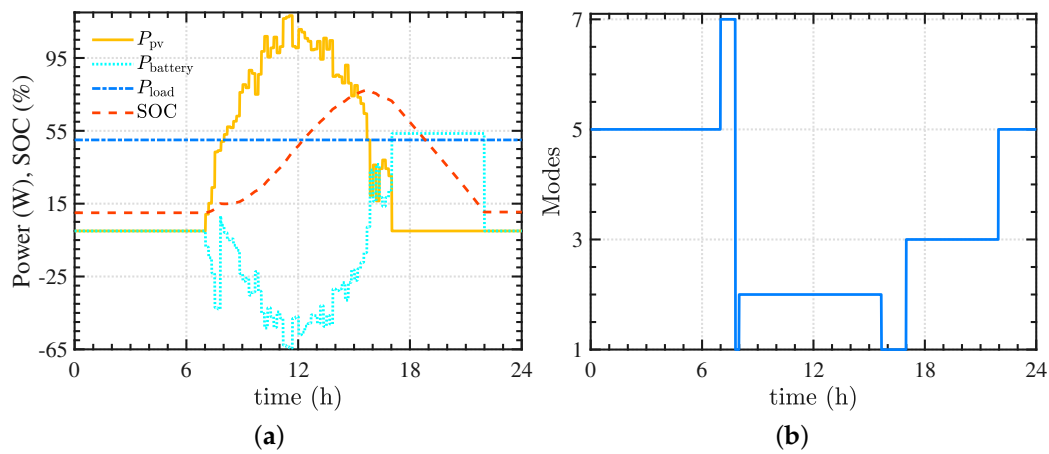 Power (W), SOC (%)
95
55
15
-25
-65
P_pv
P_battery
P_load
SOC
0 6 12 18 24
time (h)
(a)
Modes
7
5
3
1
0 6 12 18 24
time (h)
(b)